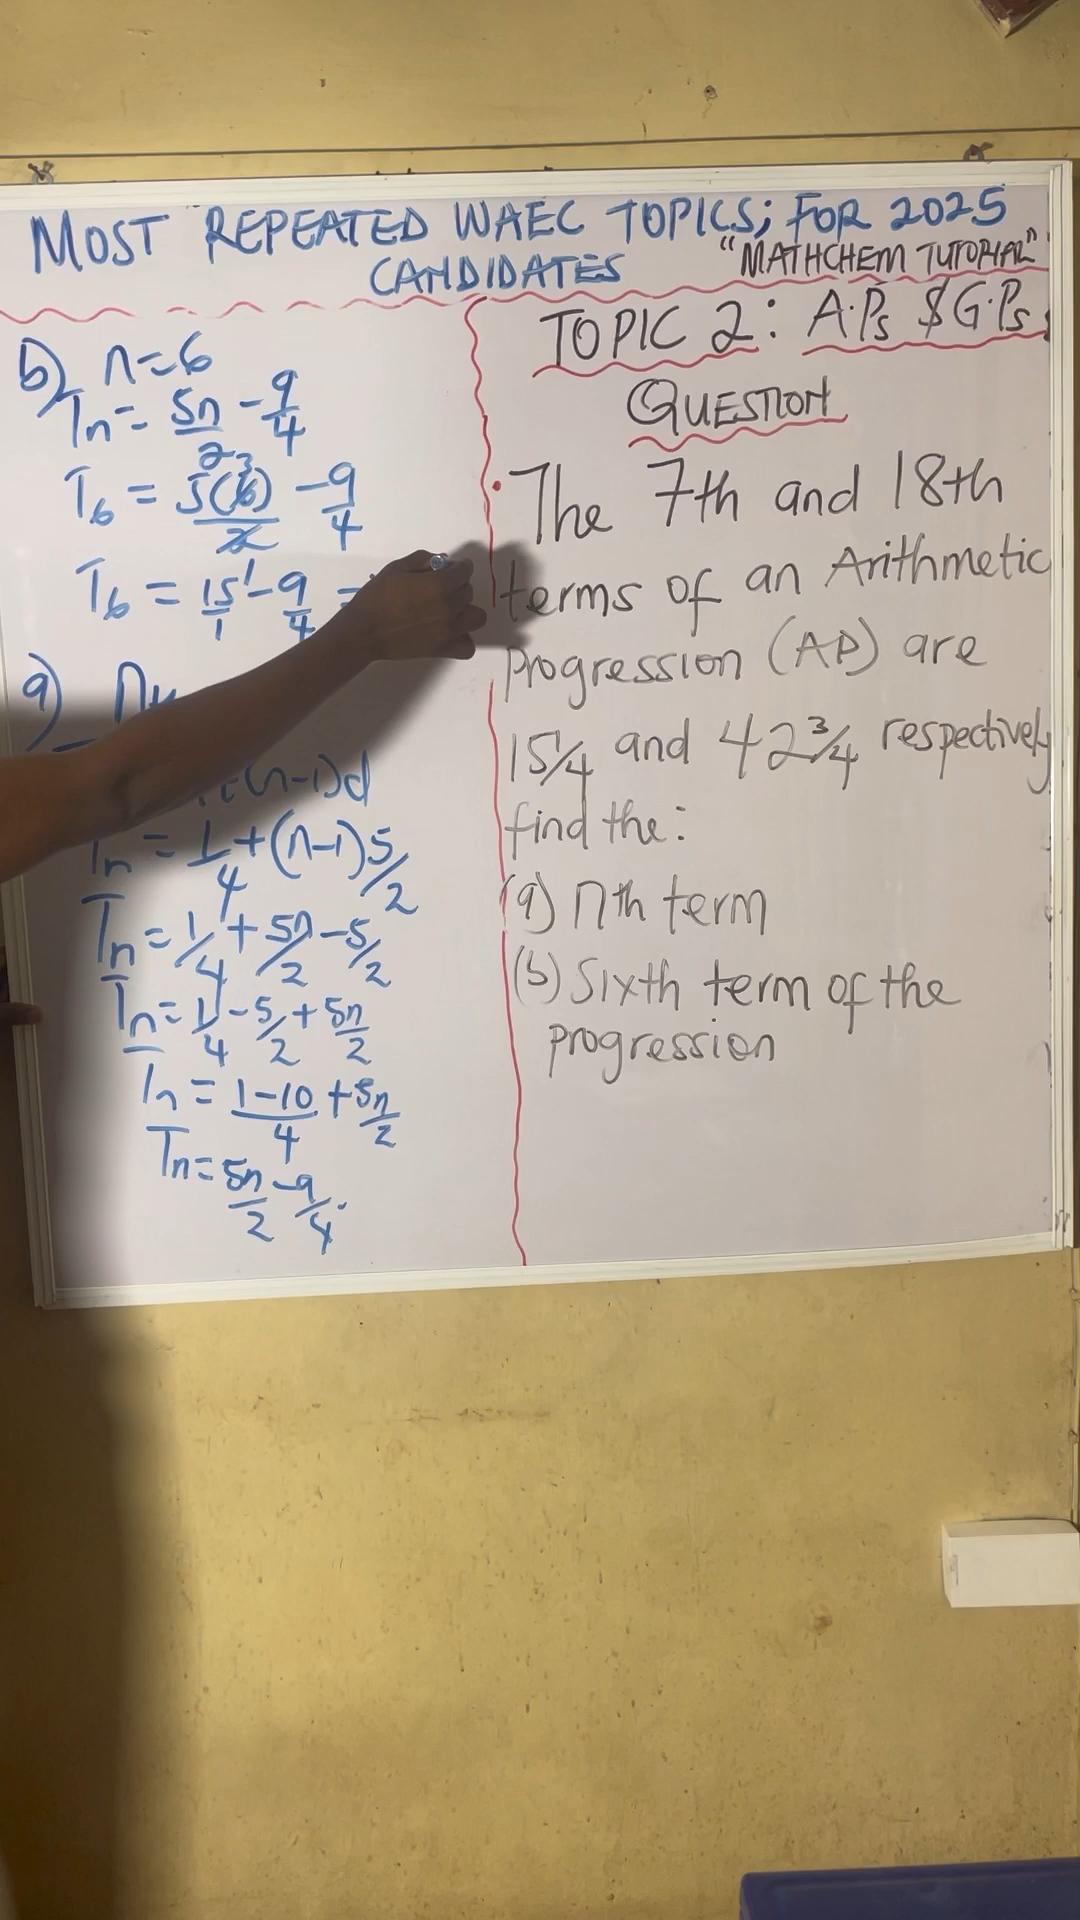 MOST REPEATED WAEC TOPICS; FOR 2025
CANDIDATES "MATHCHEM TUTORIAL"
b) n=6
Tn = 5n/2 - 9/4
T6 = 5(6)/2 - 9/4
T6 = 15/1 - 9/4 =
a)
(n-1)d
Tn = 1/4 + (n-1)5/2
Tn = 1/4 + 5n/2 - 5/2
Tn = 1/4 - 5/2 + 5n/2
Tn = 1-10/4 + 5n/2
Tn = 5n/2 - 9/4.
TOPIC 2: A.Ps $ G.Ps.
QUESTION
• The 7th and 18th
terms of an Arithmetic
Progression (AP) are
15/4 and 42 3/4 respectively
find the:
(a) nth term
(b) Sixth term of the
progression